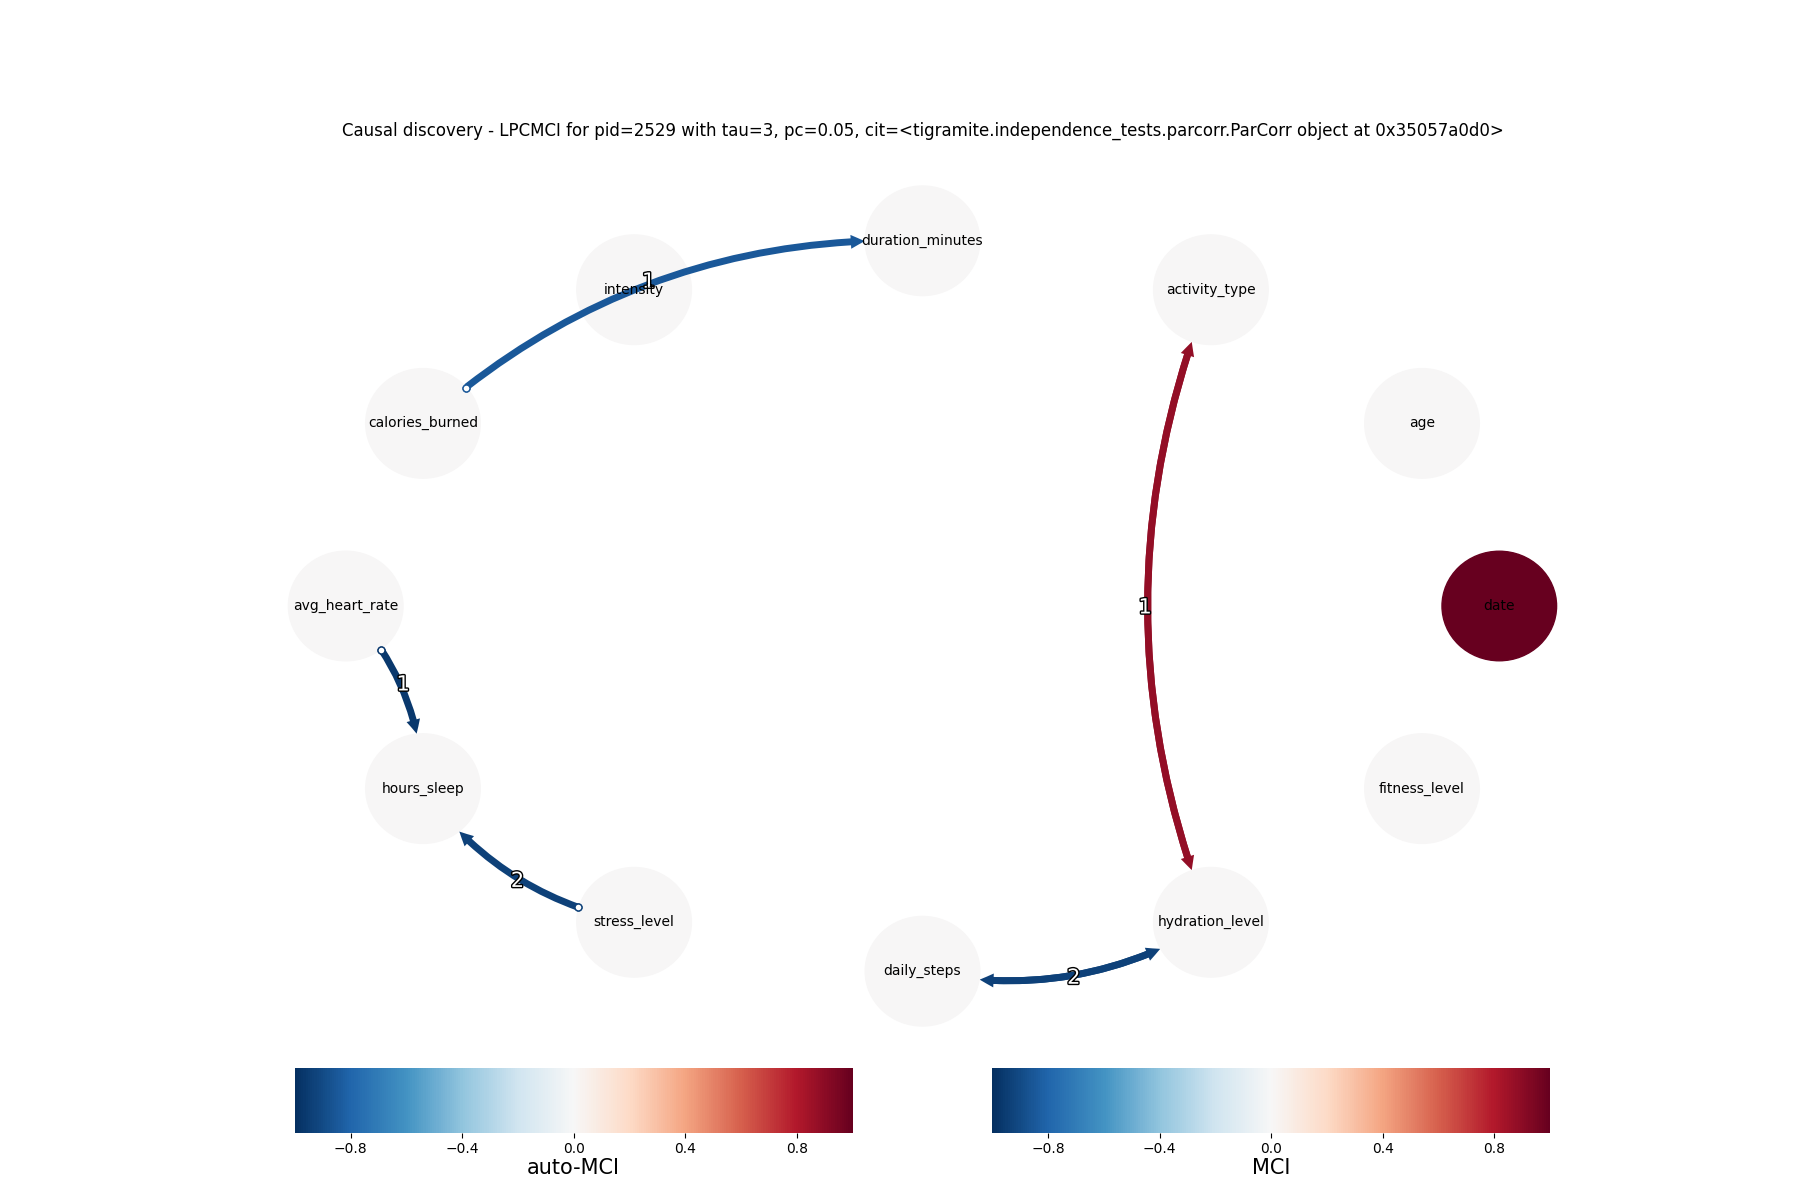 Causal discovery - LPCMCI for pid=2529 with tau=3, pc=0.05, cit=<tigramite.independence_tests.parcorr.ParCorr object at 0x35057a0d0>
duration_minutes
intensity
1
activity_type
calories_burned
age
avg_heart_rate
1
date
1
hours_sleep
fitness_level
2
stress_level
hydration_level
daily_steps
2
−0.8 −0.4 0.0 0.4 0.8
auto-MCI
−0.8 −0.4 0.0 0.4 0.8
MCI